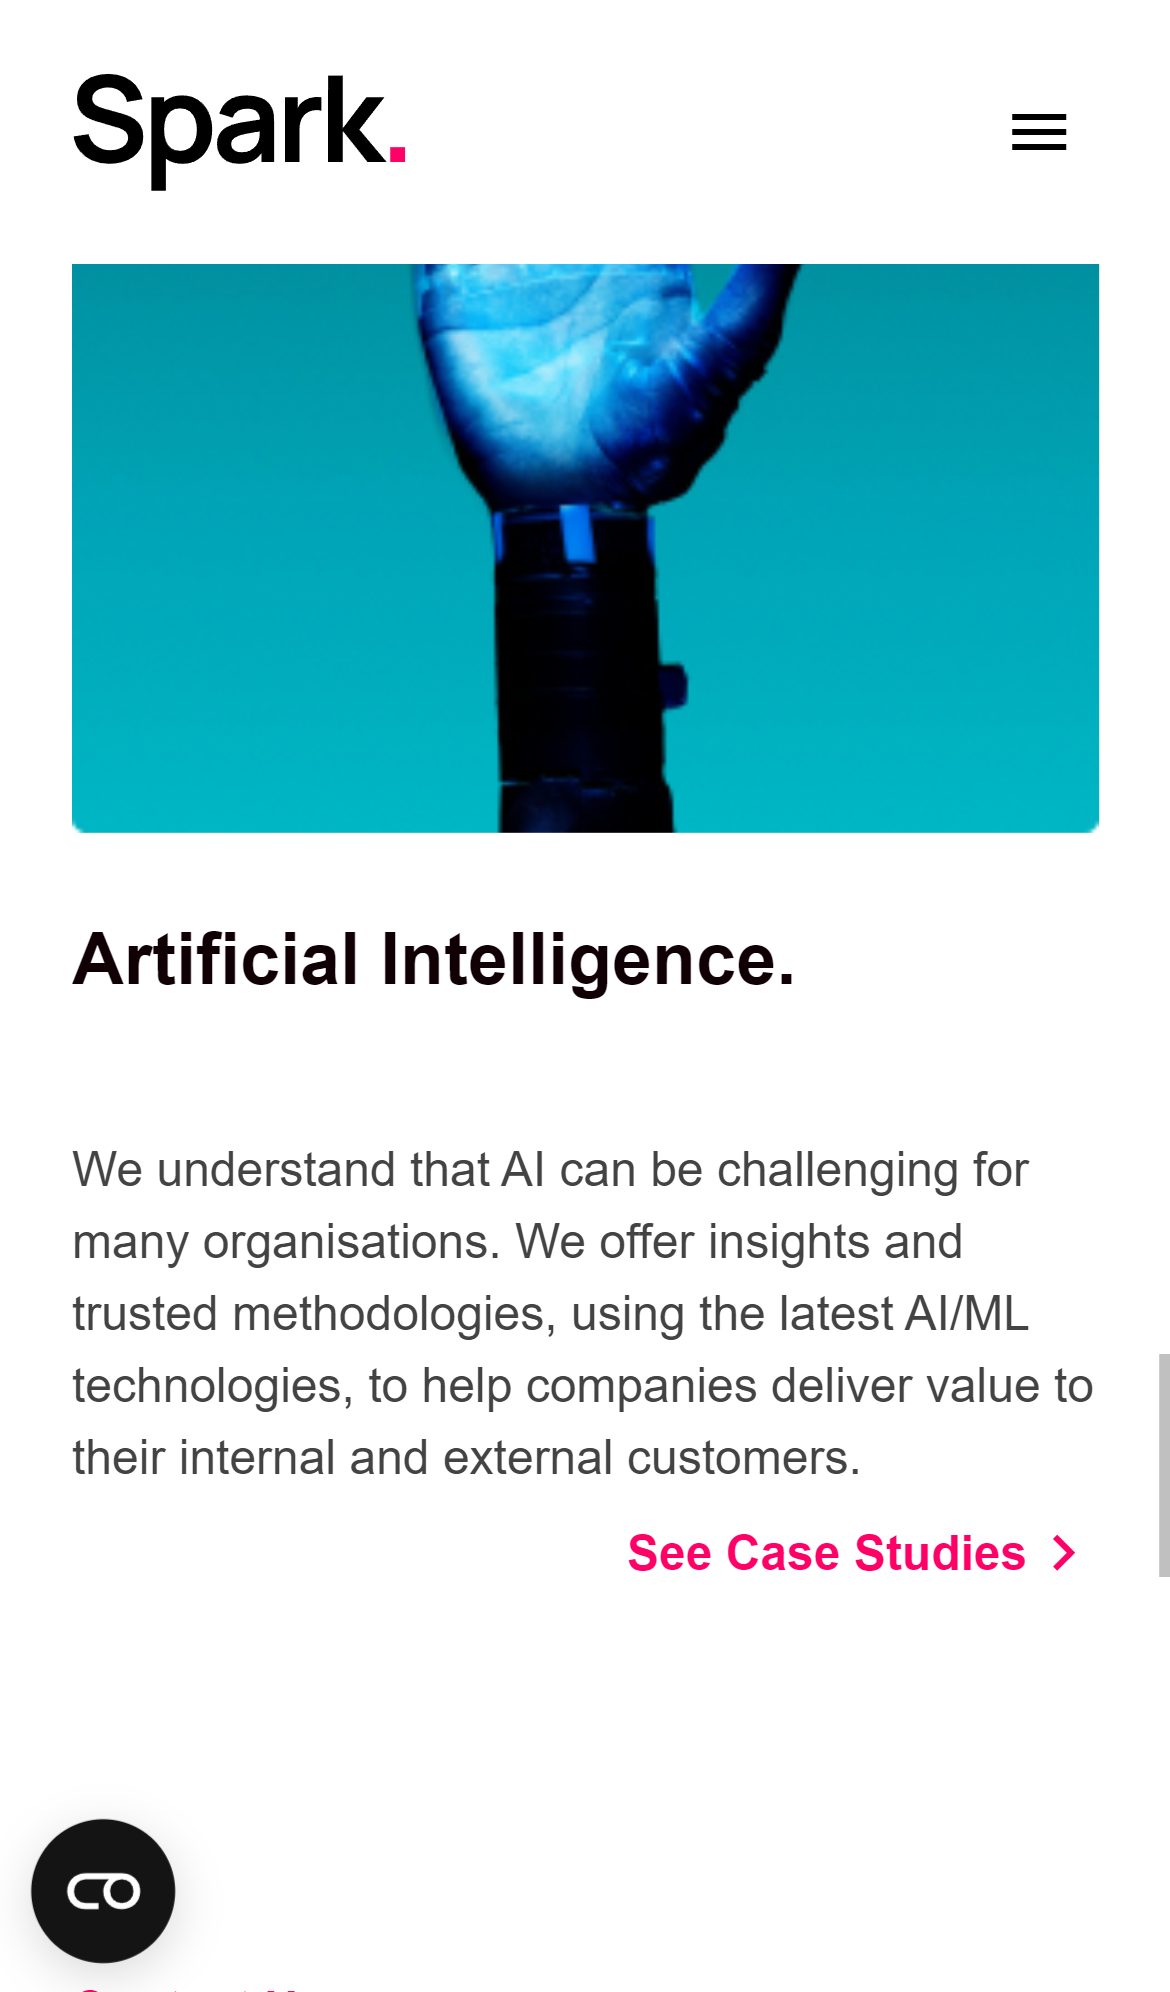 Spark.
Artificial Intelligence.
We understand that AI can be challenging for
many organisations. We offer insights and
trusted methodologies, using the latest AI/ML
technologies, to help companies deliver value to
their internal and external customers.
See Case Studies